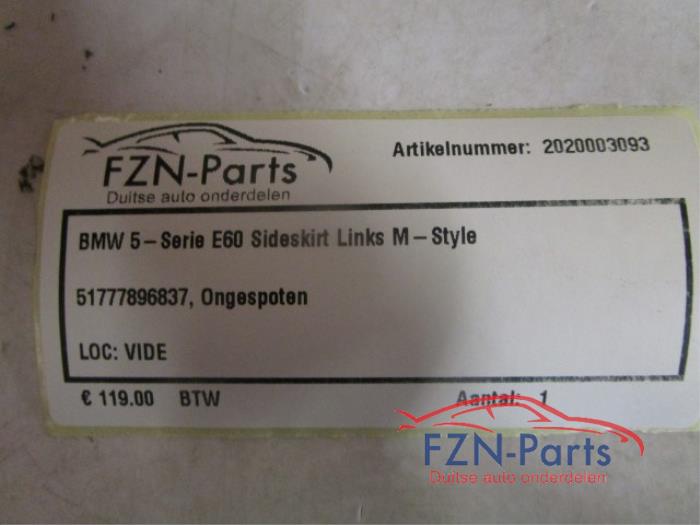 FZN-Parts
Duitse auto onderdelen
Artikelnummer: 2020003093
BMW 5-Serie E60 Sideskirt Links M-Style
51777896837, Ongespoten
LOC: VIDE
€ 119.00 BTW
Aantal: 1
FZN-Parts
Duitse auto onderdelen